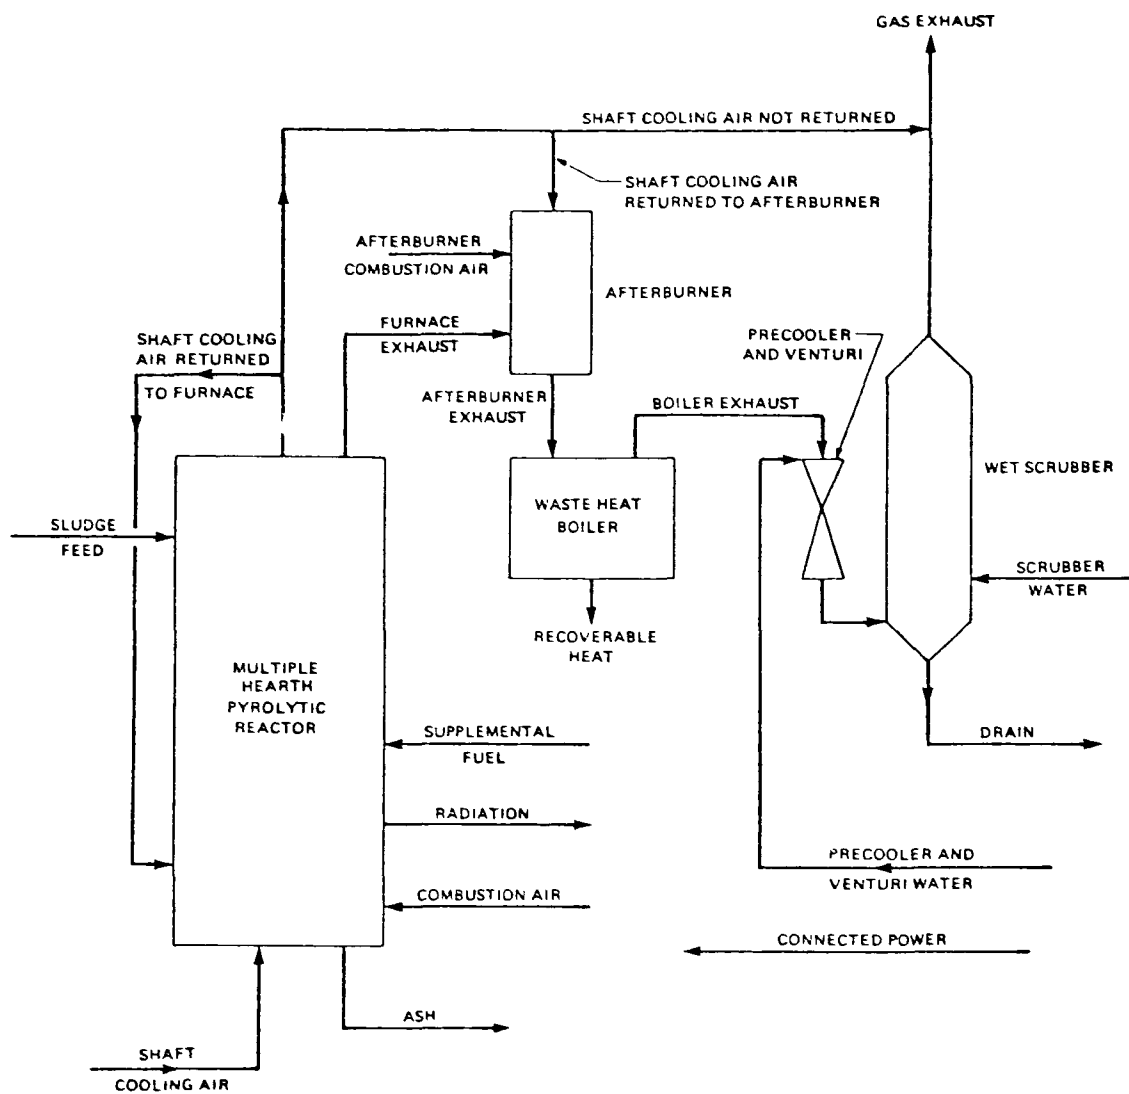 GAS EXHAUST
SHAFT COOLING AIR NOT RETURNED
SHAFT COOLING AIR
RETURNED TO AFTERBURNER
AFTERBURNER
COMBUSTION AIR
AFTERBURNER
FURNACE
EXHAUST
SHAFT COOLING
AIR RETURNED
TO FURNACE
PRECOOLER
AND VENTURI
AFTERBURNER
EXHAUST
BOILER EXHAUST
WET SCRUBBER
WASTE HEAT
BOILER
SLUDGE
FEED
SCRUBBER
WATER
RECOVERABLE
HEAT
MULTIPLE
HEARTH
PYROLYTIC
REACTOR
SUPPLEMENTAL
FUEL
DRAIN
RADIATION
PRECOOLER AND
VENTURI WATER
COMBUSTION AIR
CONNECTED POWER
ASH
SHAFT
COOLING AIR